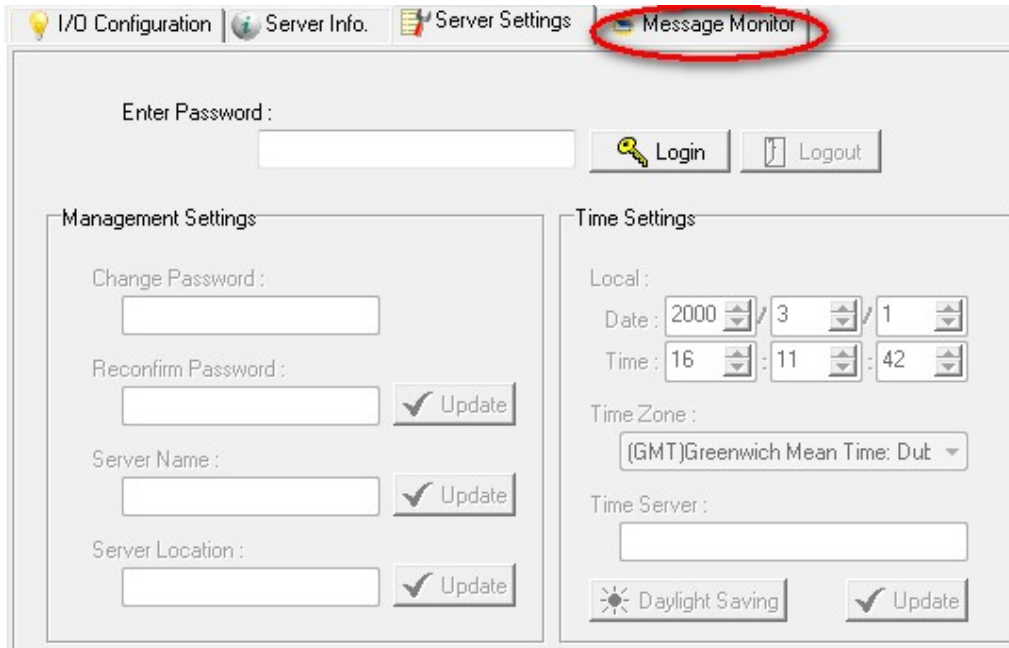 I/O Configuration Server Info. Server Settings Message Monitor
Enter Password :
Login Logout
Management Settings
Change Password :
Reconfirm Password :
Update
Server Name :
Update
Server Location :
Update
Time Settings
Local :
Date : 2000 / 3 / 1
Time : 16 : 11 : 42
Time Zone :
(GMT)Greenwich Mean Time: Dub
Time Server :
Daylight Saving Update